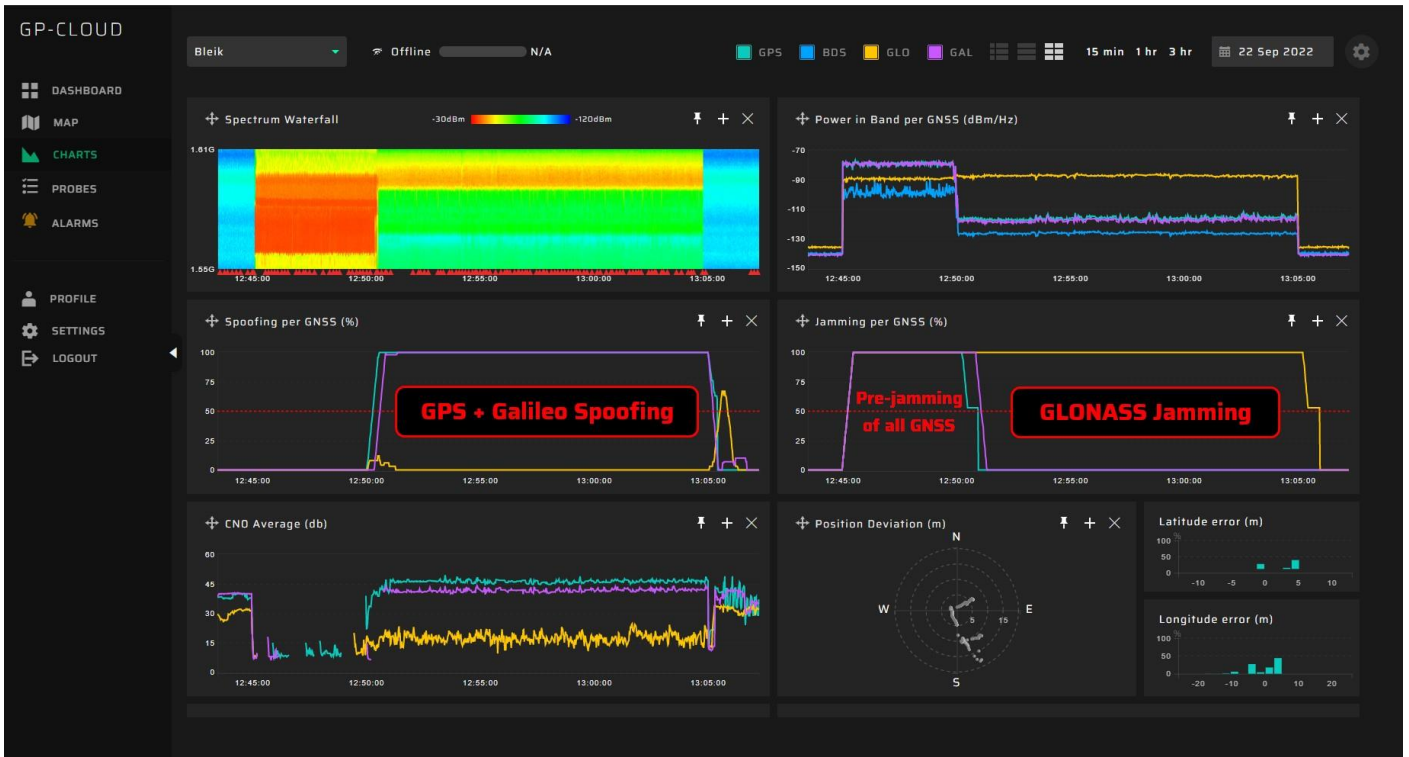 GP-CLOUD
DASHBOARD
MAP
CHARTS
PROBES
ALARMS
PROFILE
SETTINGS
LOGOUT
Bleik Offline N/A GPS BDS GLO GAL 15 min 1 hr 3 hr 22 Sep 2022
Spectrum Waterfall -30dBm -120dBm
1.61G
1.55G
12:45:00 12:50:00 12:55:00 13:00:00 13:05:00
Power in Band per GNSS (dBm/Hz)
-70
-90
-110
-130
-150
12:45:00 12:50:00 12:55:00 13:00:00 13:05:00
Spoofing per GNSS (%)
100
75
50
25
0
GPS + Galileo Spoofing
12:45:00 12:50:00 12:55:00 13:00:00 13:05:00
Jamming per GNSS (%)
100
75
50
25
0
Pre-jamming
of all GNSS
GLONASS Jamming
12:45:00 12:50:00 12:55:00 13:00:00 13:05:00
CNO Average (db)
60
45
30
15
0
12:45:00 12:50:00 12:55:00 13:00:00 13:05:00
Position Deviation (m)
N
W E
5 15
S
Latitude error (m)
%
100
50
0
-10 -5 0 5 10
Longitude error (m)
%
100
50
0
-20 -10 0 10 20